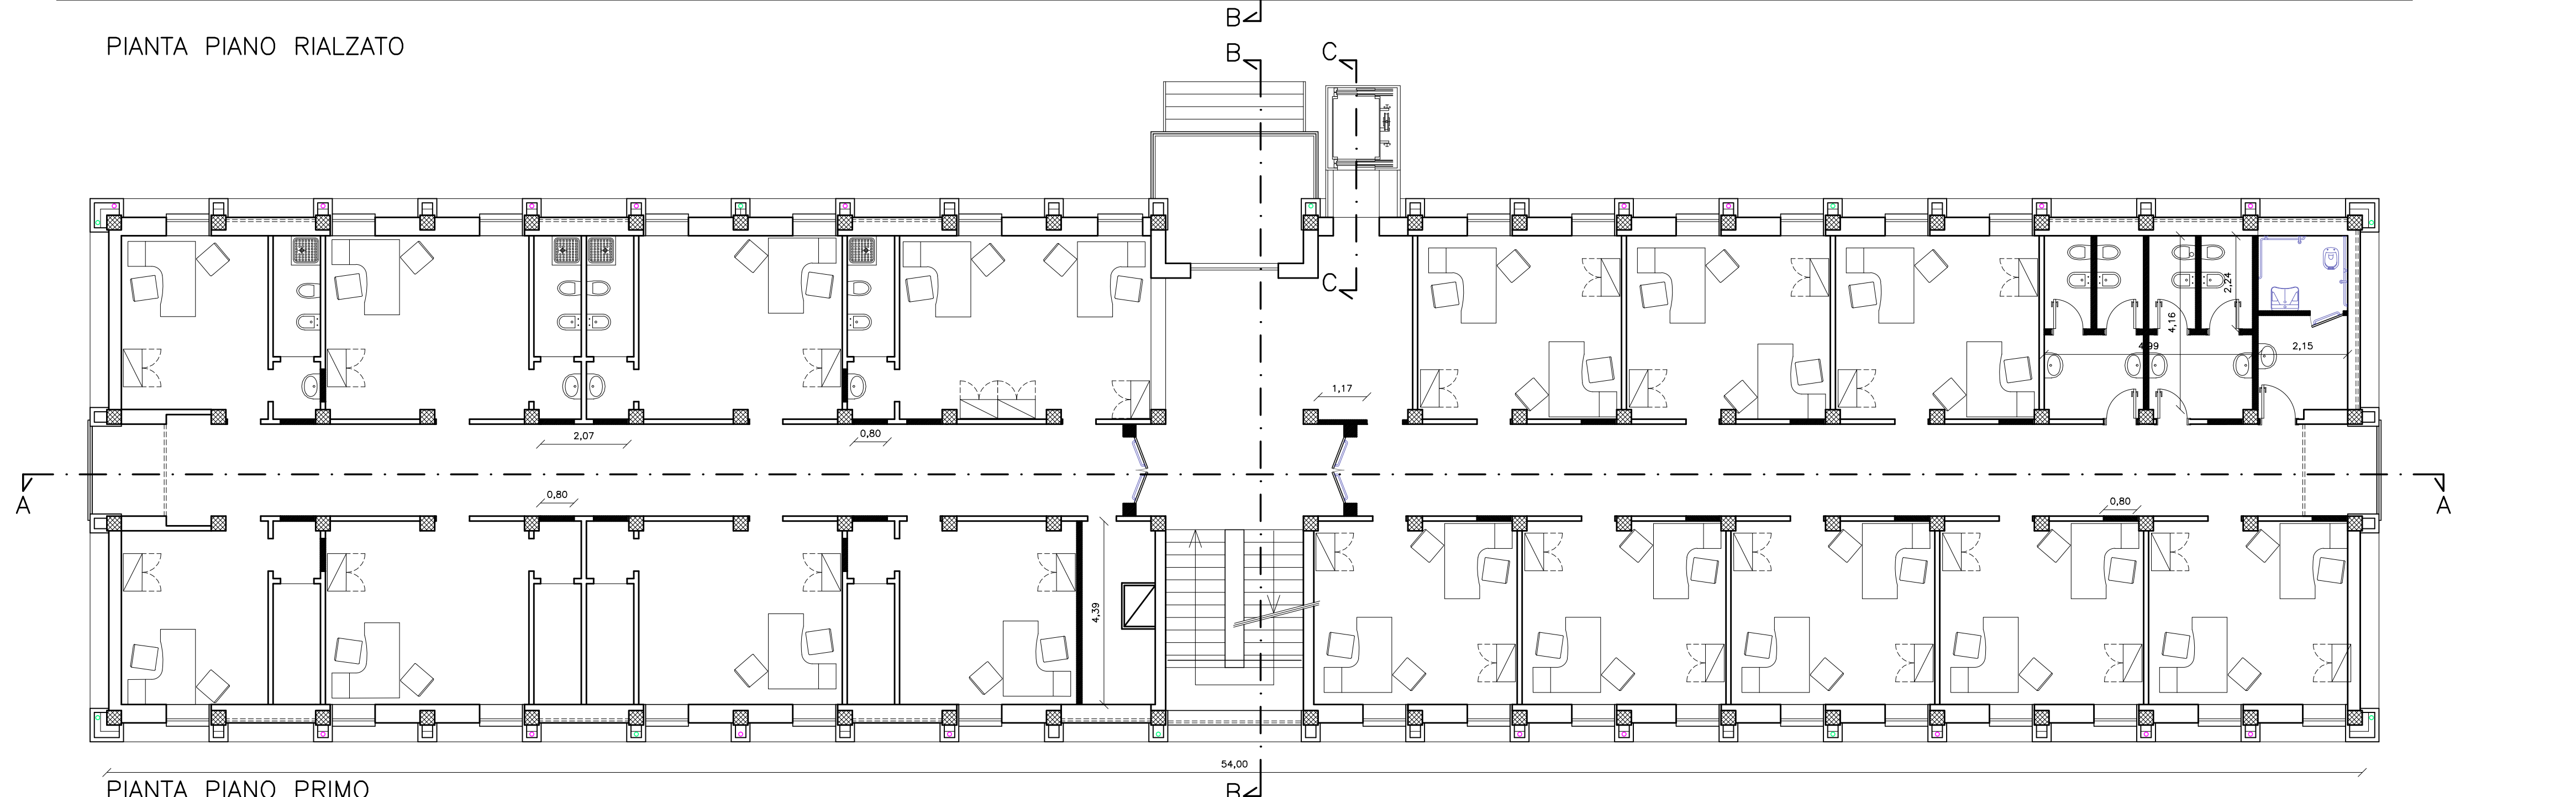 B
PIANTA PIANO RIALZATO
B
C
C
2,24
4,16
4,99
2,15
1,17
2,07
0,80
A
0,80
0,80
A
4,39
54,00
PIANTA PIANO PRIMO
B